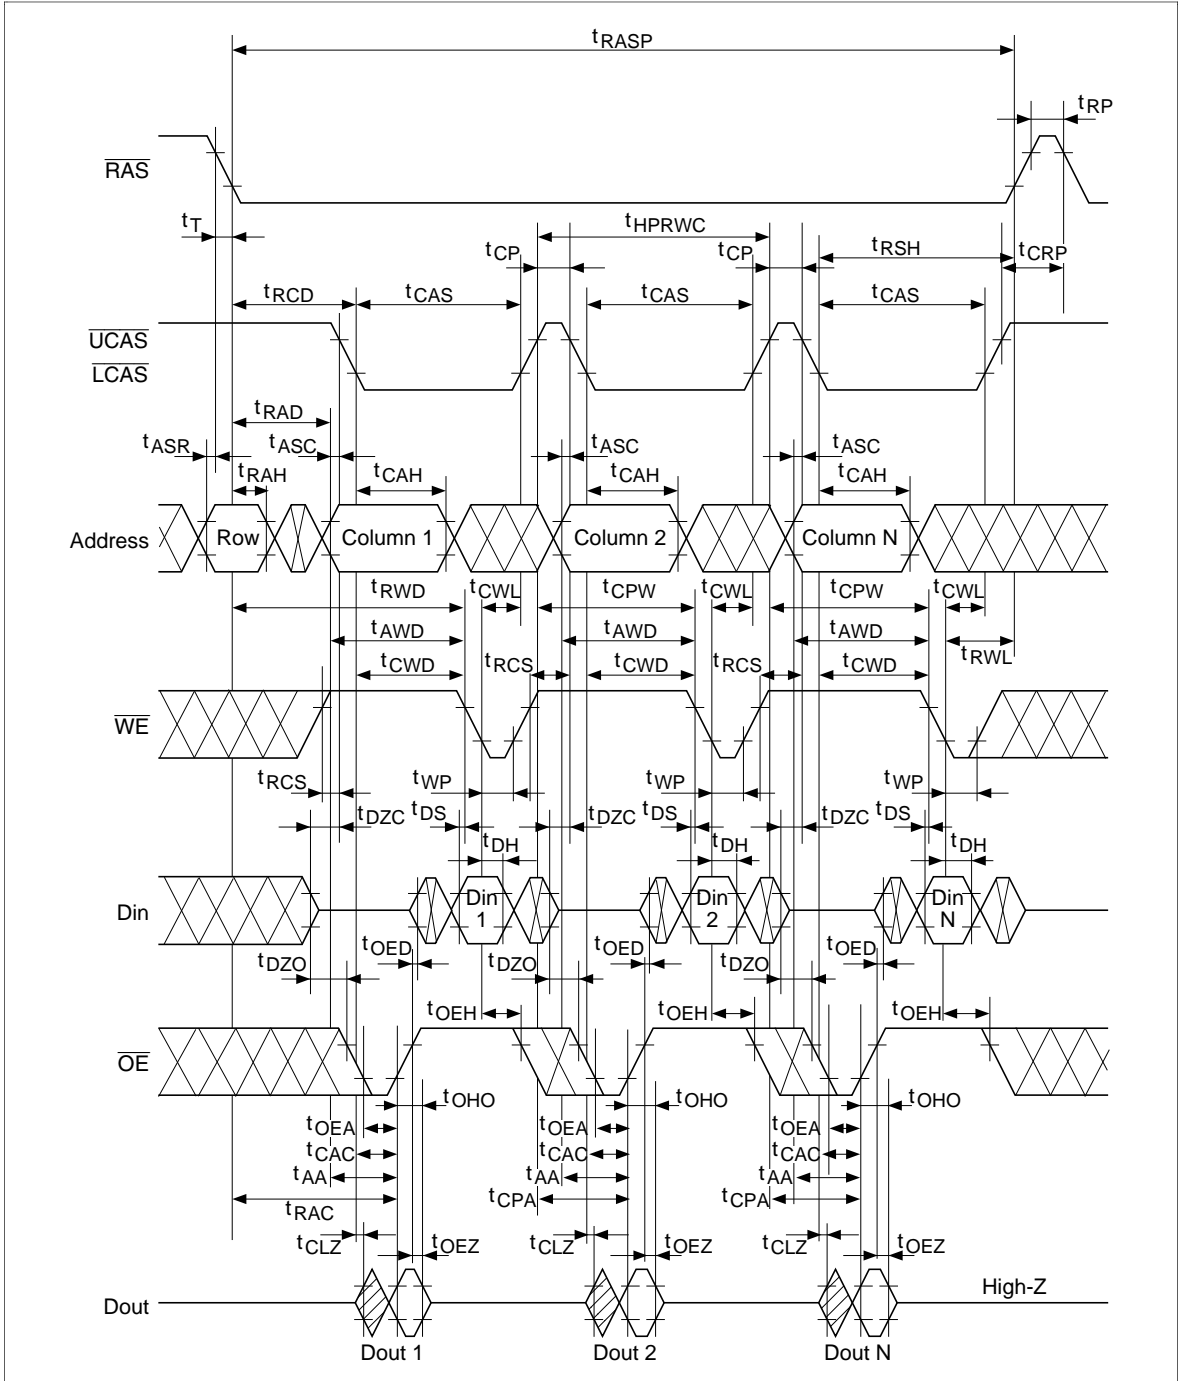 tRASP
tRP
RAS
tT
tHPRWC
tCP
tCP
tRSH
tCRP
tRCD
tCAS
tCAS
tCAS
UCAS
LCAS
tRAD
tASR
tASC
tASC
tASC
tRAH
tCAH
tCAH
tCAH
Address
Row
Column 1
Column 2
Column N
tRWD
tCWL
tCPW
tCWL
tCPW
tCWL
tAWD
tAWD
tAWD
tRWL
tCWD
tRCS
tCWD
tRCS
tCWD
WE
tRCS
tWP
tWP
tWP
tDZC
tDS
tDZC
tDS
tDZC
tDS
tDH
tDH
tDH
Din
Din 1
Din 2
Din N
tDZO
tOED
tDZO
tOED
tDZO
tOED
tOEH
tOEH
tOEH
OE
tOHO
tOHO
tOHO
tOEA
tOEA
tOEA
tCAC
tCAC
tCAC
tAA
tAA
tAA
tRAC
tCPA
tCPA
tCLZ
tOEZ
tCLZ
tOEZ
tCLZ
tOEZ
High-Z
Dout
Dout 1
Dout 2
Dout N